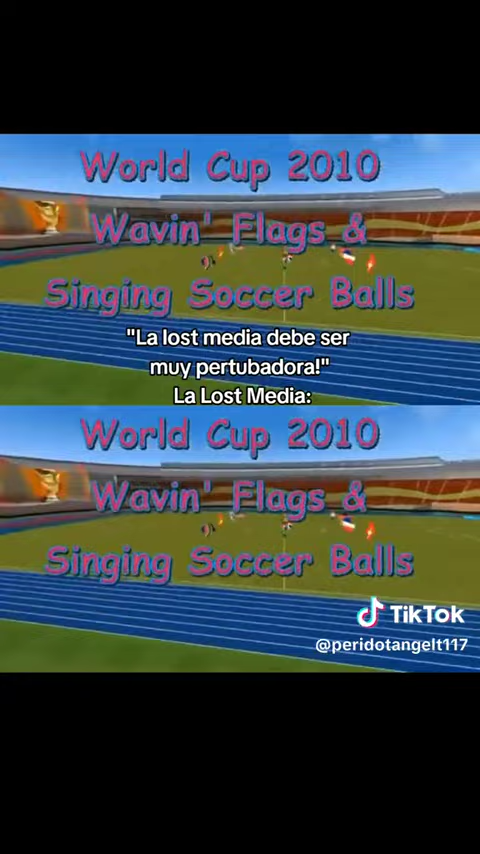 World Cup 2010
Wavin' Flags &
Singing Soccer Balls
"La lost media debe ser
muy pertubadora!"
La Lost Media:
World Cup 2010
Wavin' Flags &
Singing Soccer Balls
TikTok
@peridotangelt117